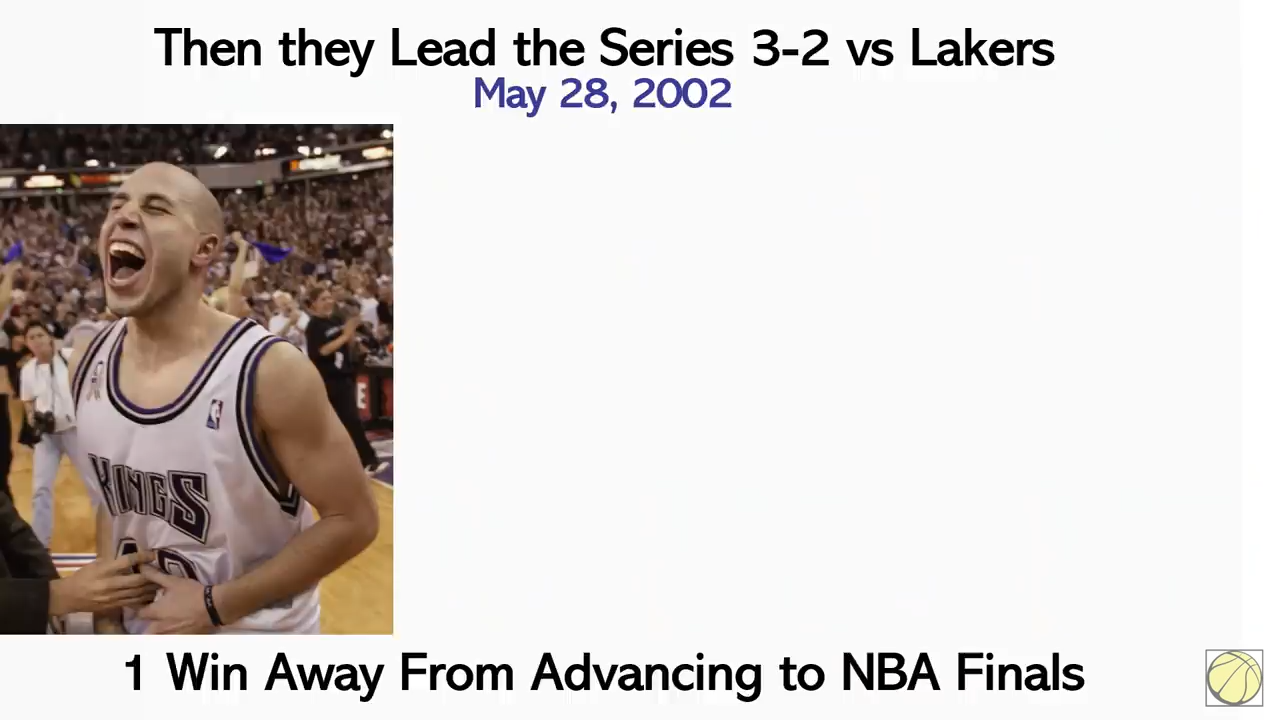 Then they Lead the Series 3-2 vs Lakers
May 28, 2002
KINGS
1 Win Away From Advancing to NBA Finals